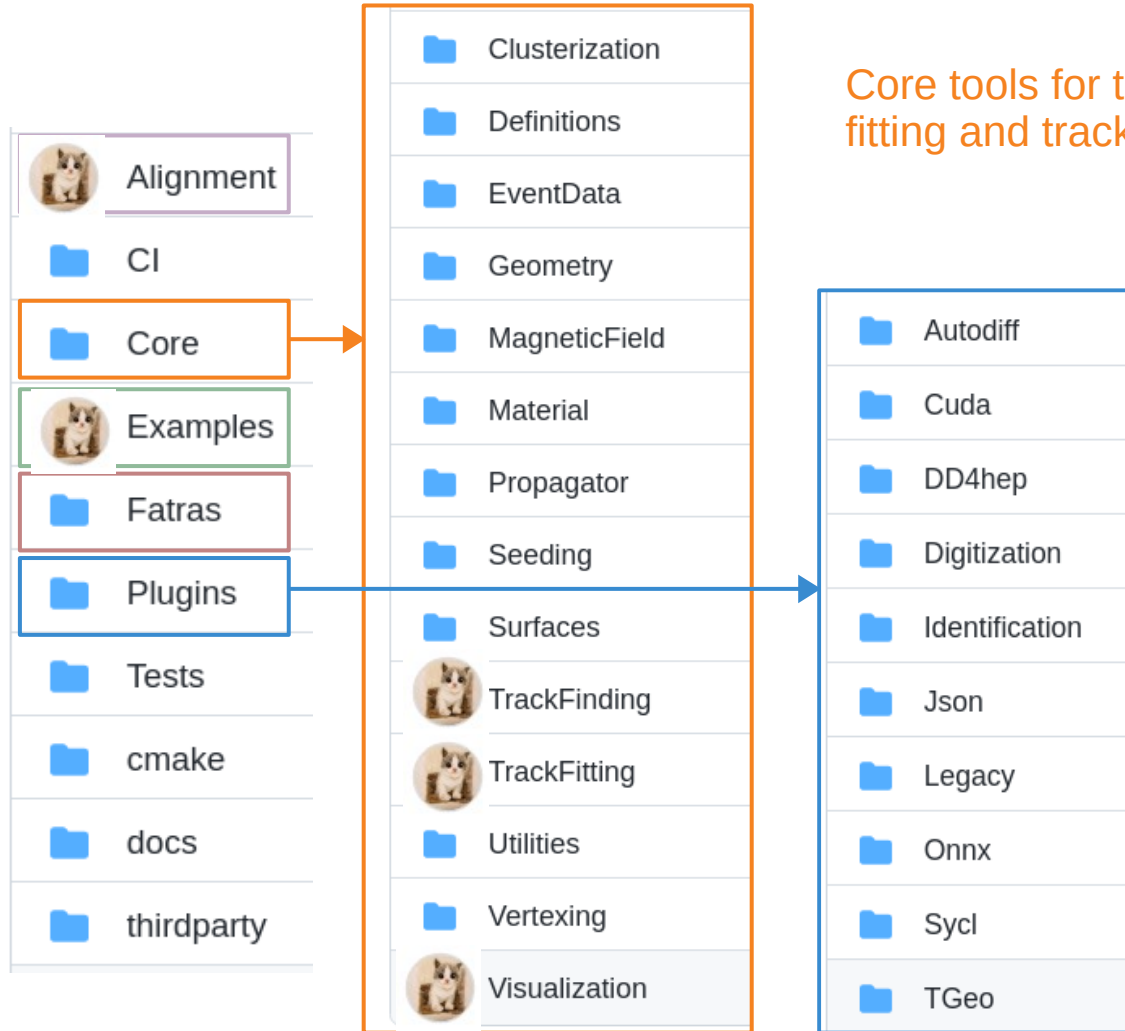 Alignment
CI
Core
Examples
Fatras
Plugins
Tests
cmake
docs
thirdparty
Clusterization
Definitions
EventData
Geometry
MagneticField
Material
Propagator
Seeding
Surfaces
TrackFinding
TrackFitting
Utilities
Vertexing
Visualization
Core tools for
fitting and
Autodiff
Cuda
DD4hep
Digitization
Identification
Json
Legacy
Onnx
Sycl
TGeo